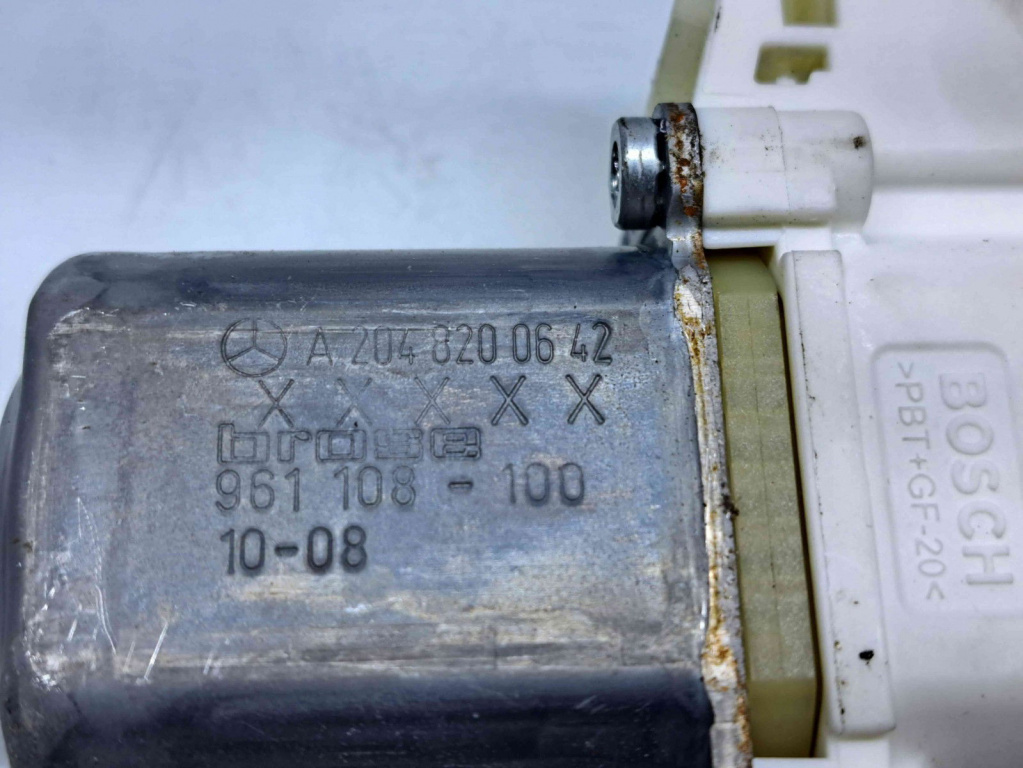 A 204 820 06 42
X X X X X
brose
961 108 - 100
10-08
BOSCH
>PBT+GF-20<